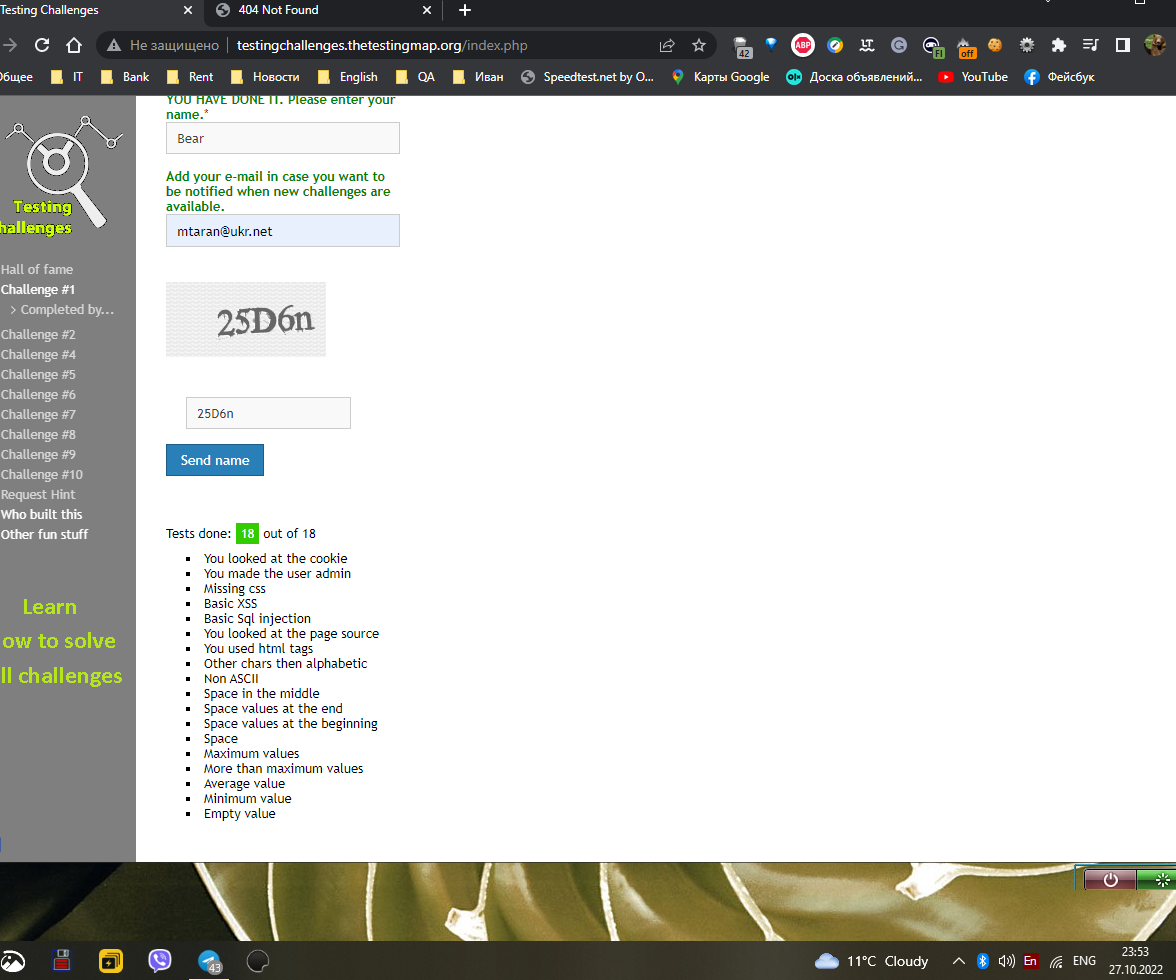 Testing Challenges
404 Not Found
Не защищено
testingchallenges.thetestingmap.org/index.php
42
ABP
FI
off
Общее
IT
Bank
Rent
Новости
English
QA
Иван
Speedtest.net by O...
Карты Google
Доска объявлений...
YouTube
Фейсбук
YOU HAVE DONE IT. Please enter your
name.*
Bear
Add your e-mail in case you want to
be notified when new challenges are
available.
mtaran@ukr.net
25D6n
25D6n
Send name
Tests done: 18 out of 18
You looked at the cookie
You made the user admin
Missing css
Basic XSS
Basic Sql injection
You looked at the page source
You used html tags
Other chars then alphabetic
Non ASCII
Space in the middle
Space values at the end
Space values at the beginning
Space
Maximum values
More than maximum values
Average value
Minimum value
Empty value
Testing
hallenges
Hall of fame
Challenge #1
> Completed by...
Challenge #2
Challenge #4
Challenge #5
Challenge #6
Challenge #7
Challenge #8
Challenge #9
Challenge #10
Request Hint
Who built this
Other fun stuff
Learn
ow to solve
ll challenges
43
11°C Cloudy
En
ENG
23:53
27.10.2022